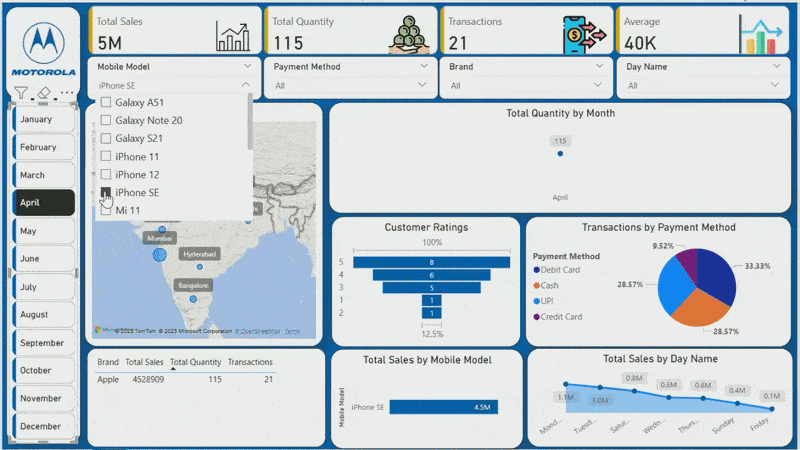 MOTOROLA
Total Sales
5M
Total Quantity
115
Transactions
21
Average
40K
Mobile Model
iPhone SE
Payment Method
All
Brand
All
Day Name
All
Galaxy A51
Galaxy Note 20
Galaxy S21
iPhone 11
iPhone 12
iPhone SE
Mi 11
January
February
March
April
May
June
July
August
September
October
November
December
Mumbai
Hyderabad
Bangalore
© 2025 TomTom, © 2025 Microsoft Corporation, © OpenStreetMap Terms
Total Quantity by Month
115
April
Customer Ratings
100%
5 8
4 6
3 5
1 1
2 1
12.5%
Transactions by Payment Method
Payment Method
Debit Card
Cash
UPI
Credit Card
9.52%
33.33%
28.57%
28.57%
Brand Total Sales Total Quantity Transactions
Apple 4528909 115 21
Total Sales by Mobile Model
Mobile Model
iPhone SE 4.5M
Total Sales by Day Name
1.1M 1.0M 0.8M 0.6M 0.6M 0.4M 0.1M
Mond... Tuesd... Satur... Wedn... Thurs... Sunday Friday